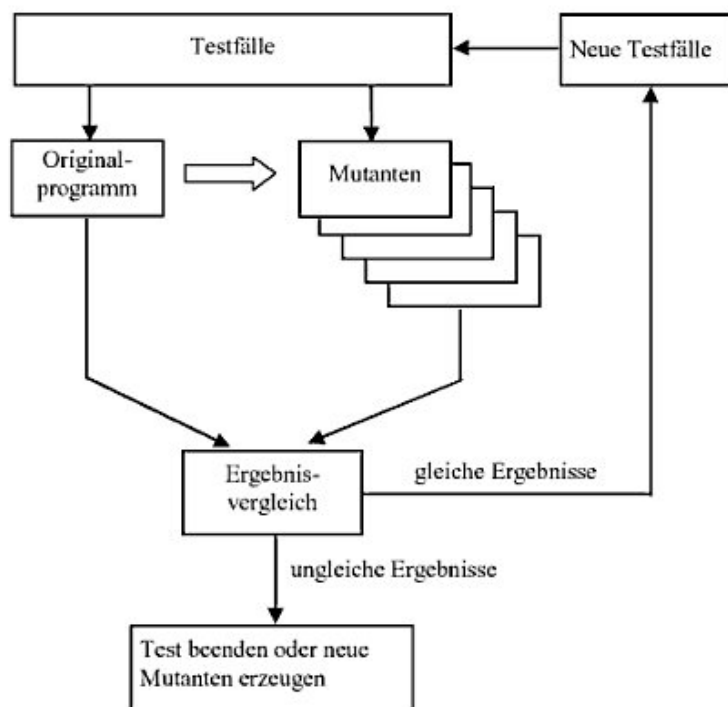 Testfälle
Neue Testfälle
Original-
programm
Mutanten
Ergebnis-
vergleich
gleiche Ergebnisse
ungleiche Ergebnisse
Test beenden oder neue
Mutanten erzeugen